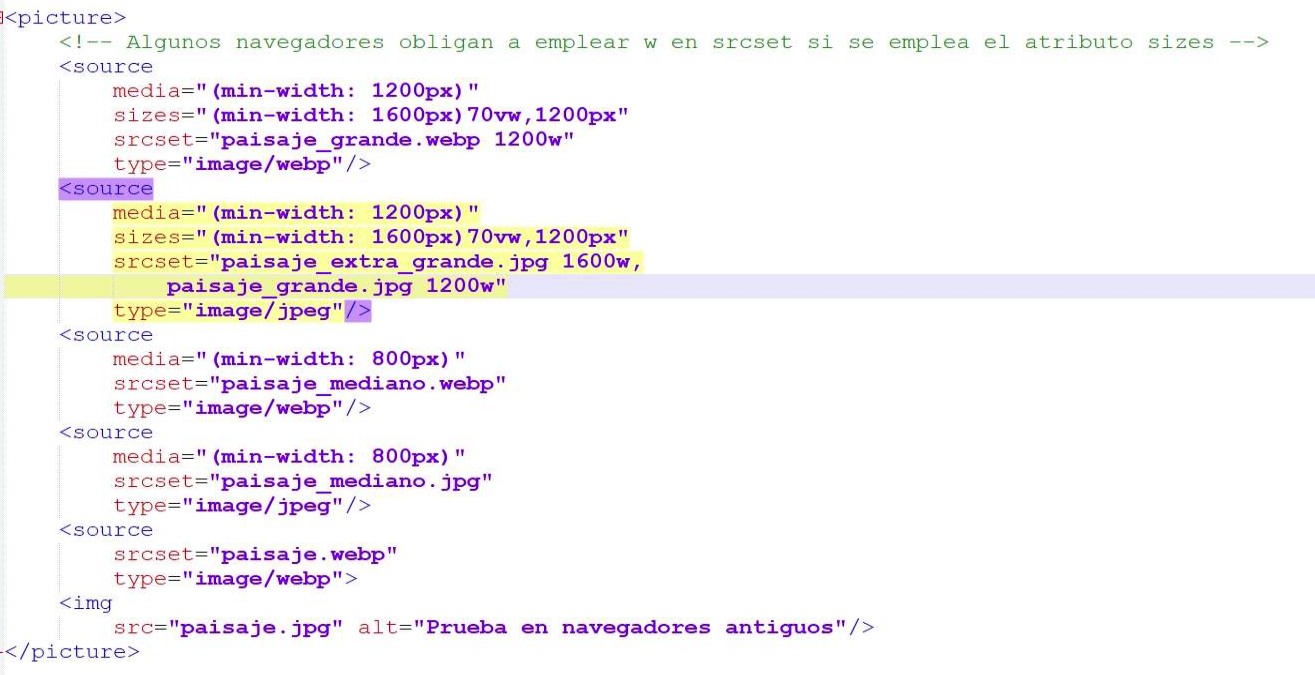 <picture>
<!-- Algunos navegadores obligan a emplear w en srcset si se emplea el atributo sizes -->
<source
media="(min-width: 1200px)"
sizes="(min-width: 1600px)70vw,1200px"
srcset="paisaje_grande.webp 1200w"
type="image/webp"/>
<source
media="(min-width: 1200px)"
sizes="(min-width: 1600px)70vw,1200px"
srcset="paisaje_extra_grande.jpg 1600w,
paisaje_grande.jpg 1200w"
type="image/jpeg"/>
<source
media="(min-width: 800px)"
srcset="paisaje_mediano.webp"
type="image/webp"/>
<source
media="(min-width: 800px)"
srcset="paisaje_mediano.jpg"
type="image/jpeg"/>
<source
srcset="paisaje.webp"
type="image/webp">
<img
src="paisaje.jpg" alt="Prueba en navegadores antiguos"/>
</picture>